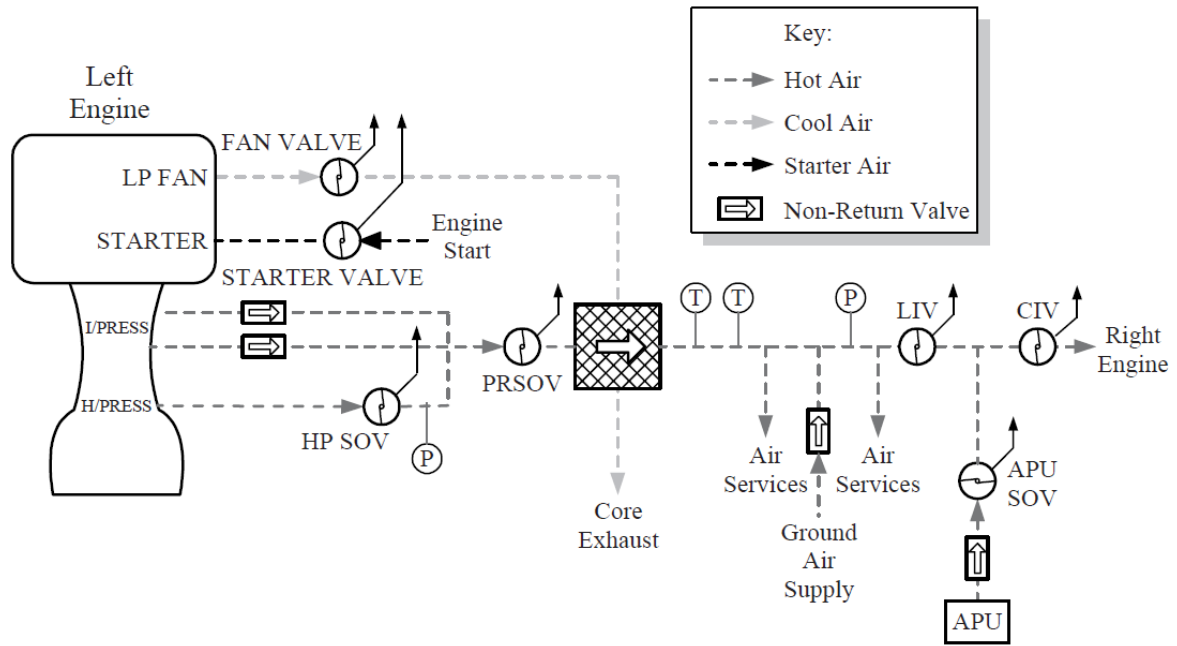 Key:
Hot Air
Cool Air
Starter Air
Non-Return Valve
Left
Engine
FAN VALVE
LP FAN
STARTER
Engine
Start
STARTER VALVE
I/PRESS
H/PRESS
HP SOV
P
PRSOV
T
T
P
LIV
CIV
Right
Engine
Air
Services
Air
Services
Ground
Air
Supply
APU
SOV
APU
Core
Exhaust